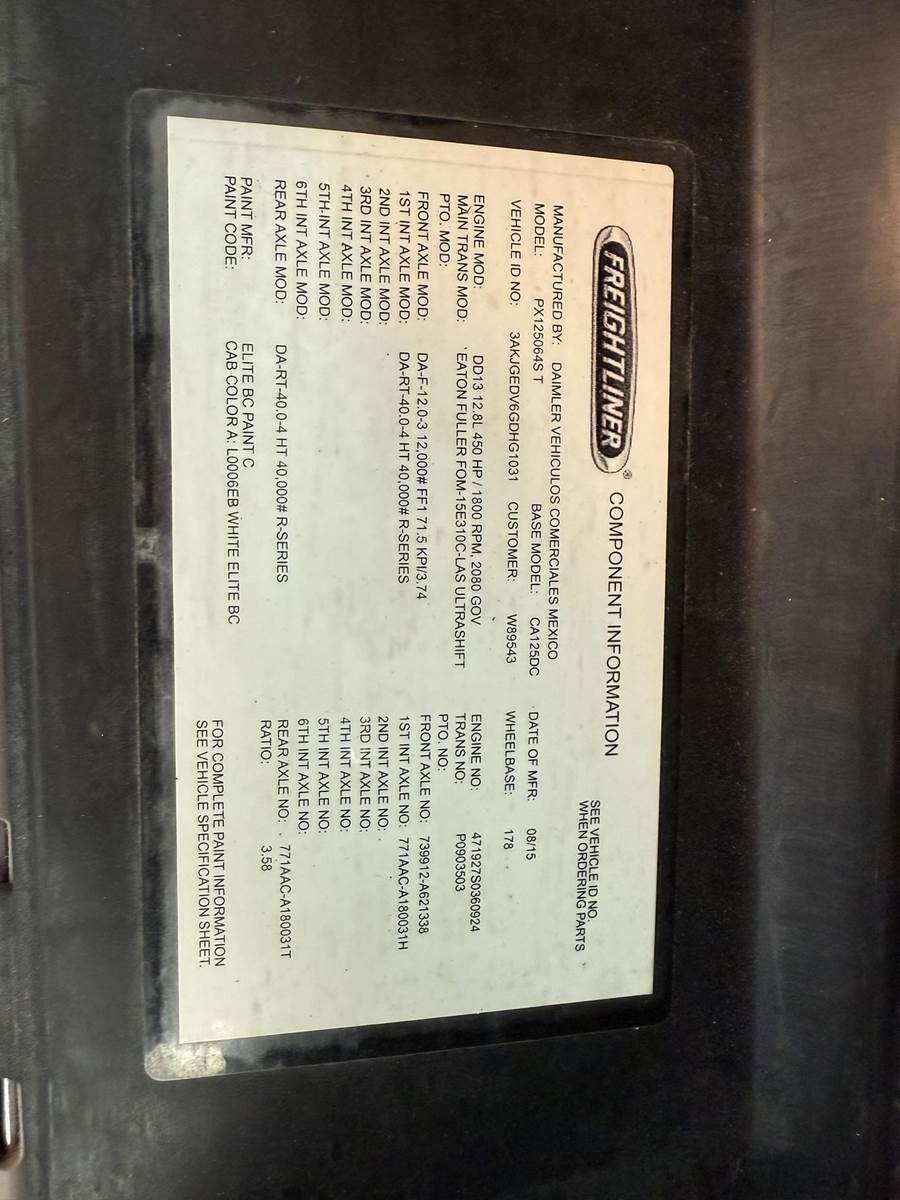 FREIGHTLINER® COMPONENT INFORMATION
SEE VEHICLE ID NO.
WHEN ORDERING PARTS
MANUFACTURED BY: DAIMLER VEHICULOS COMERCIALES MEXICO
MODEL: PX125064S T BASE MODEL: CA125DC DATE OF MFR: 08/15
VEHICLE ID NO: 3AKJGEDV6GDHG1031 CUSTOMER: W89543 WHEELBASE: 178
ENGINE MOD: DD13 12.8L 450 HP / 1800 RPM, 2080 GOV ENGINE NO: 471927S0360924
MAIN TRANS MOD: EATON FULLER FOM-15E310C-LAS ULTRASHIFT TRANS NO: P0903503
PTO. MOD: PTO. NO:
FRONT AXLE MOD: DA-F-12.0-3 12,000# FF1 71.5 KPI/3.74 FRONT AXLE NO: 739912-A621338
1ST INT AXLE MOD: DA-RT-40.0-4 HT 40,000# R-SERIES 1ST INT AXLE NO: 771AAC-A180031H
2ND INT AXLE MOD: 2ND INT AXLE NO:
3RD INT AXLE MOD: 3RD INT AXLE NO:
4TH INT AXLE MOD: 4TH INT AXLE NO:
5TH INT AXLE MOD: 5TH INT AXLE NO:
6TH INT AXLE MOD: 6TH INT AXLE NO:
REAR AXLE MOD: DA-RT-40.0-4 HT 40,000# R-SERIES REAR AXLE NO: 771AAC-A180031T
RATIO: 3.58
PAINT MFR: ELITE BC PAINT C
PAINT CODE: CAB COLOR A: L0006EB WHITE ELITE BC
FOR COMPLETE PAINT INFORMATION
SEE VEHICLE SPECIFICATION SHEET.